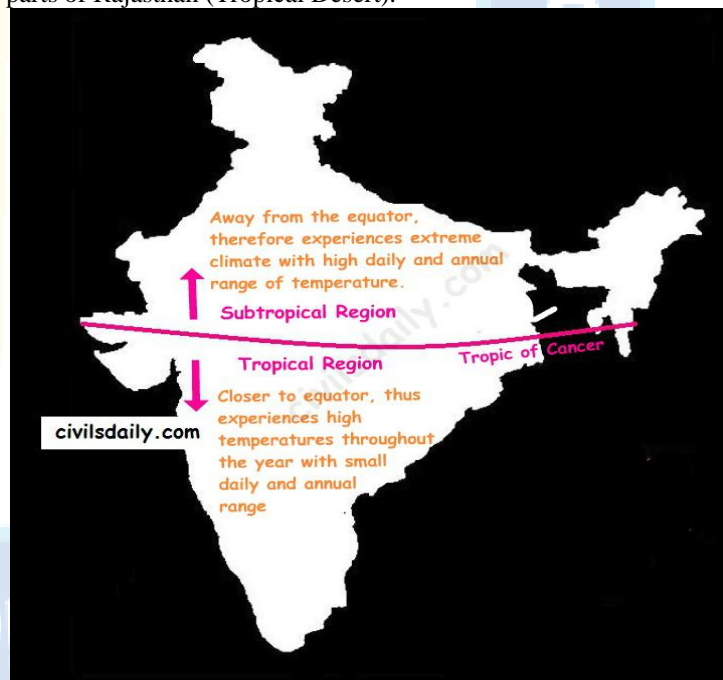 parts of Rajasthan (Tropical Desert).
Away from the equator,
therefore experiences extreme
climate with high daily and annual
range of temperature.
Subtropical Region
Tropical Region
Tropic of Cancer
Closer to equator, thus
experiences high
temperatures throughout
the year with small
daily and annual
range
civilsdaily.com
civilsdaily.com